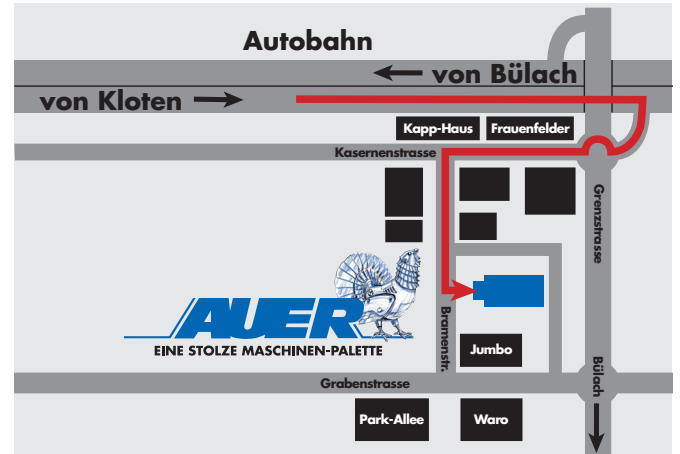 Autobahn
von Bülach
von Kloten
Kapp-Haus
Frauenfelder
Kasernenstrasse
Grenzstrasse
AUER
EINE STOLZE MASCHINEN-PALETTE
Bramenstr.
Jumbo
Bülach
Grabenstrasse
Park-Allee
Waro